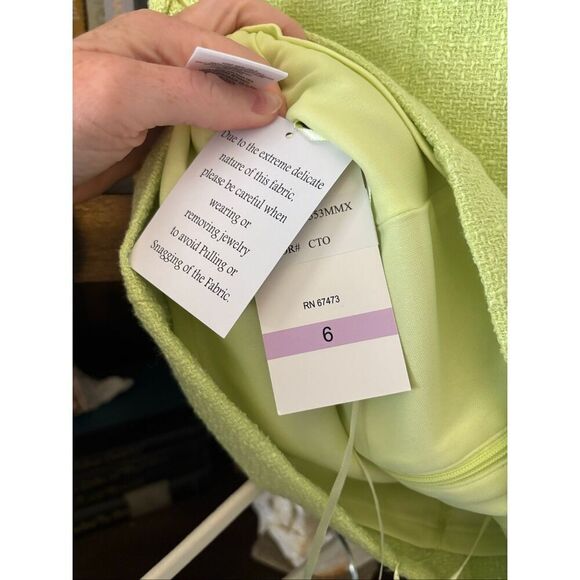 Due to the extreme delicate
nature of this fabric,
please be careful when
wearing or
removing jewelry
to avoid Pulling or
Snagging of the Fabric.
53MMX
R# CTO
RN 67473
6